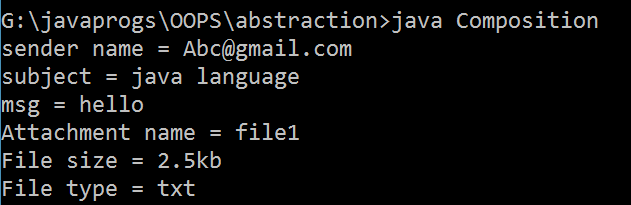 G:\javaprogs\OOPS\abstraction>java Composition
sender name = Abc@gmail.com
subject = java language
msg = hello
Attachment name = file1
File size = 2.5kb
File type = txt